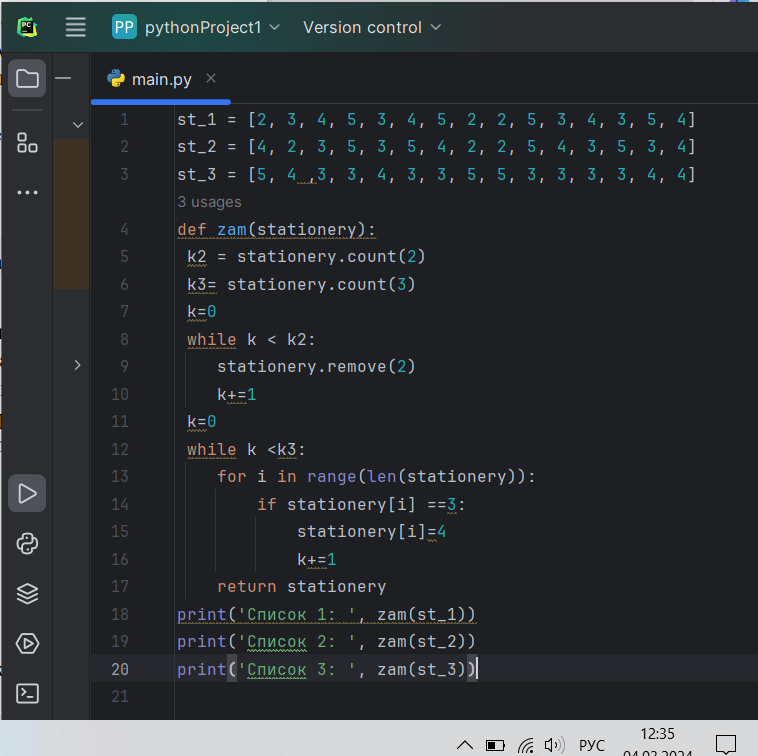 PC
PP pythonProject1 Version control
main.py
1 st_1 = [2, 3, 4, 5, 3, 4, 5, 2, 2, 5, 3, 4, 3, 5, 4]
2 st_2 = [4, 2, 3, 5, 3, 5, 4, 2, 2, 5, 4, 3, 5, 3, 4]
3 st_3 = [5, 4 ,3, 3, 4, 3, 3, 5, 5, 3, 3, 3, 3, 4, 4]
3 usages
4 def zam(stationery):
5 k2 = stationery.count(2)
6 k3= stationery.count(3)
7 k=0
8 while k < k2:
9 stationery.remove(2)
10 k+=1
11 k=0
12 while k <k3:
13 for i in range(len(stationery)):
14 if stationery[i] ==3:
15 stationery[i]=4
16 k+=1
17 return stationery
18 print('Список 1: ', zam(st_1))
19 print('Список 2: ', zam(st_2))
20 print('Список 3: ', zam(st_3))
21
РУС
12:35